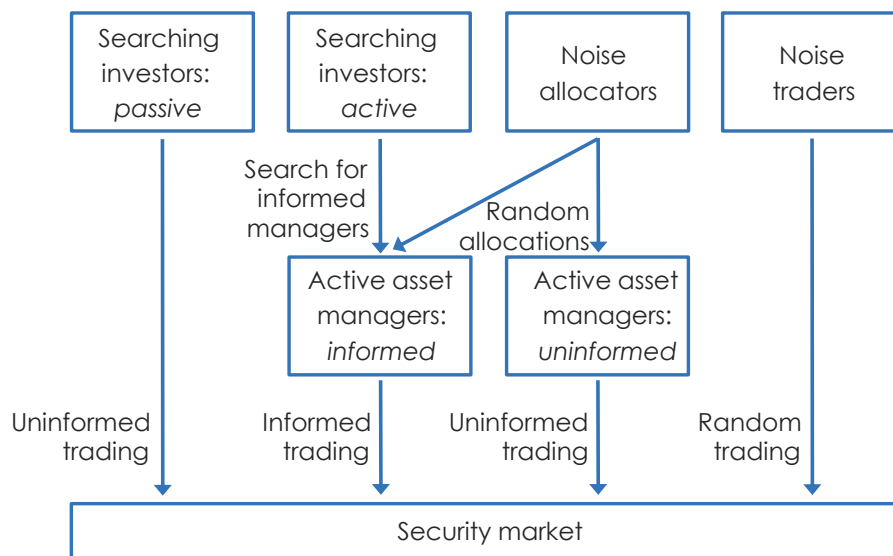 Searching
investors:
passive
Searching
investors:
active
Noise
allocators
Noise
traders
Search for
informed
managers
Random
allocations
Active asset
managers:
informed
Active asset
managers:
uninformed
Uninformed
trading
Informed
trading
Uninformed
trading
Random
trading
Security market